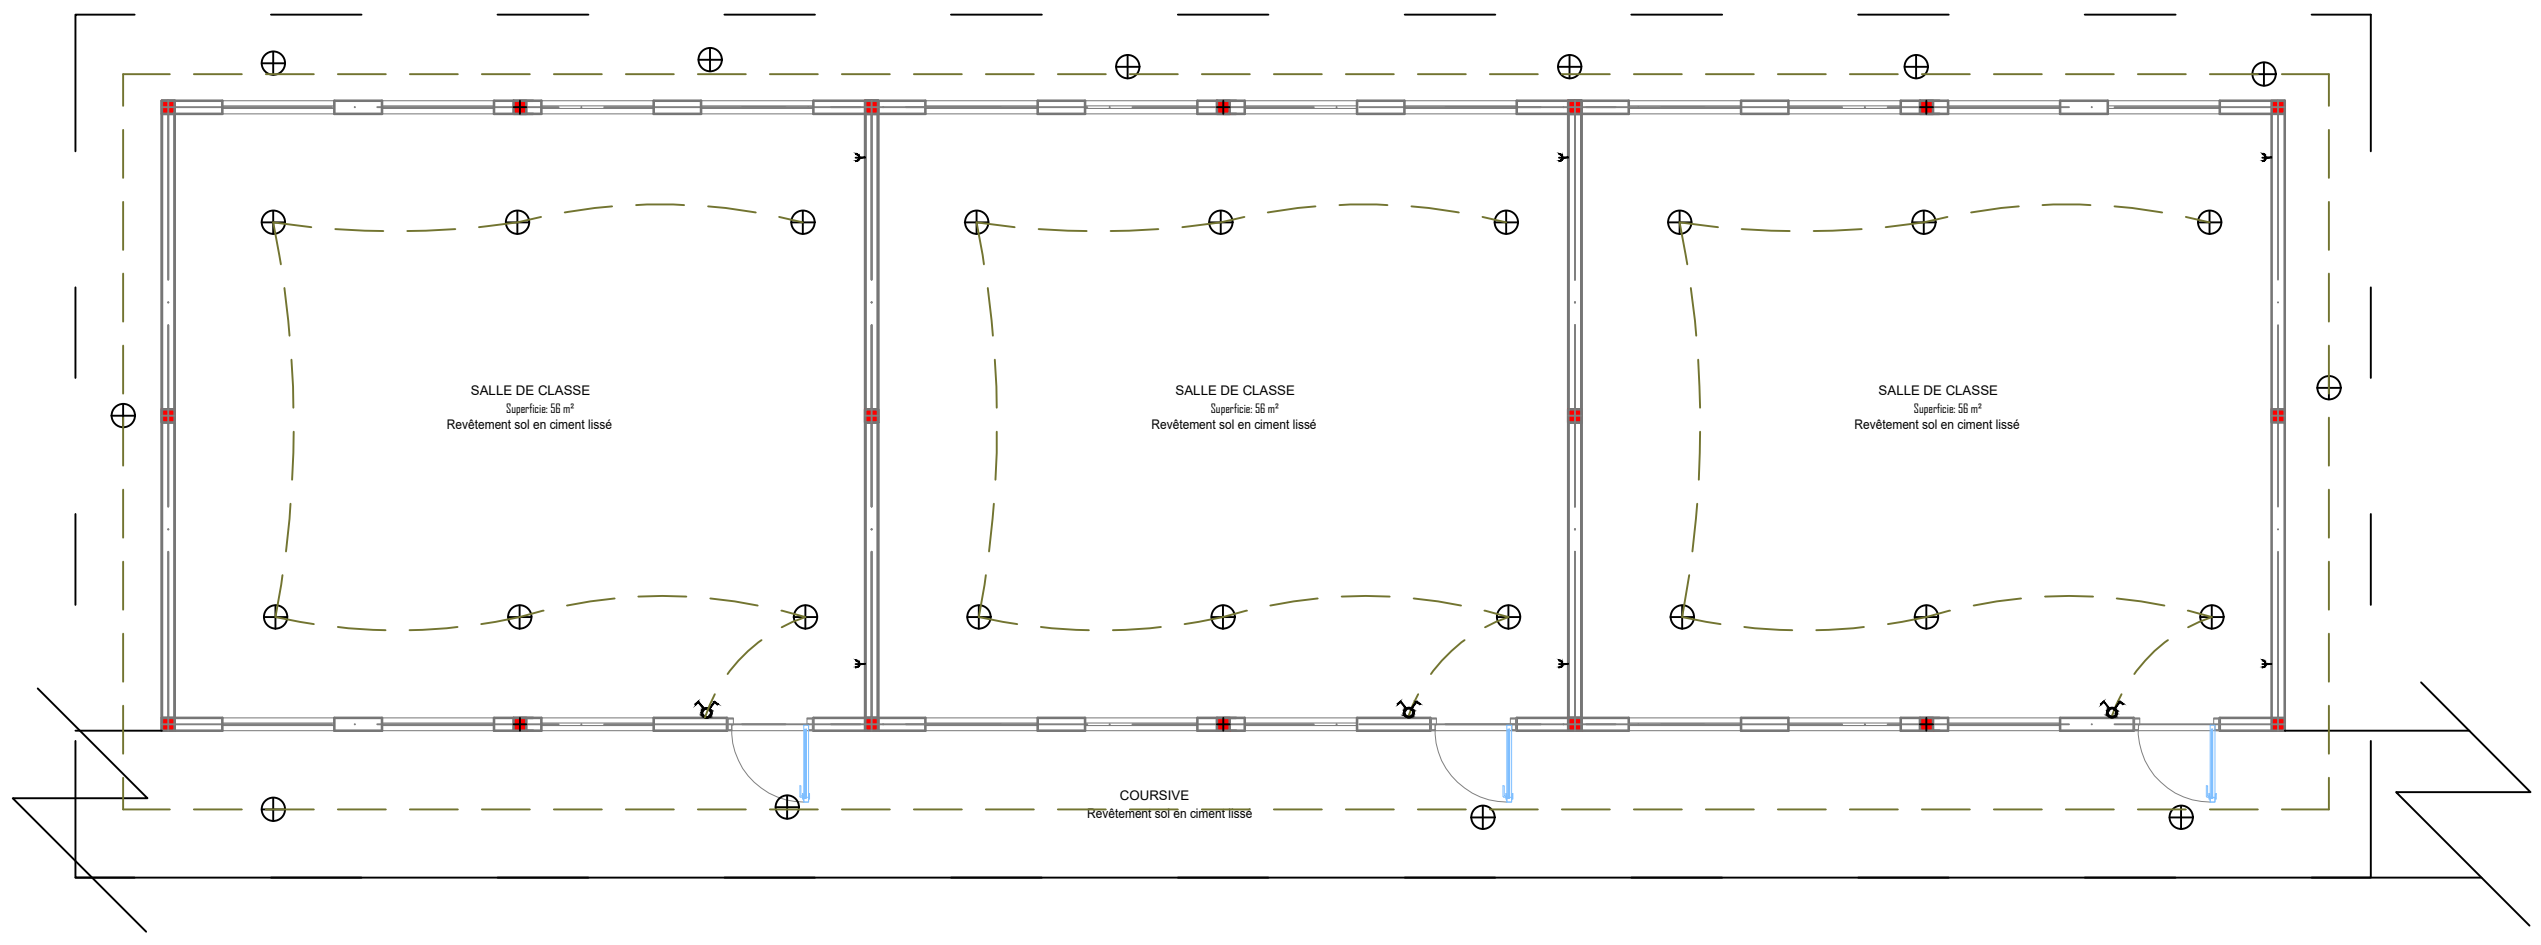 SALLE DE CLASSE
Superficie: 56 m²
Revêtement sol en ciment lissé
SALLE DE CLASSE
Superficie: 56 m²
Revêtement sol en ciment lissé
SALLE DE CLASSE
Superficie: 56 m²
Revêtement sol en ciment lissé
COURSIVE
Revêtement sol en ciment lissé